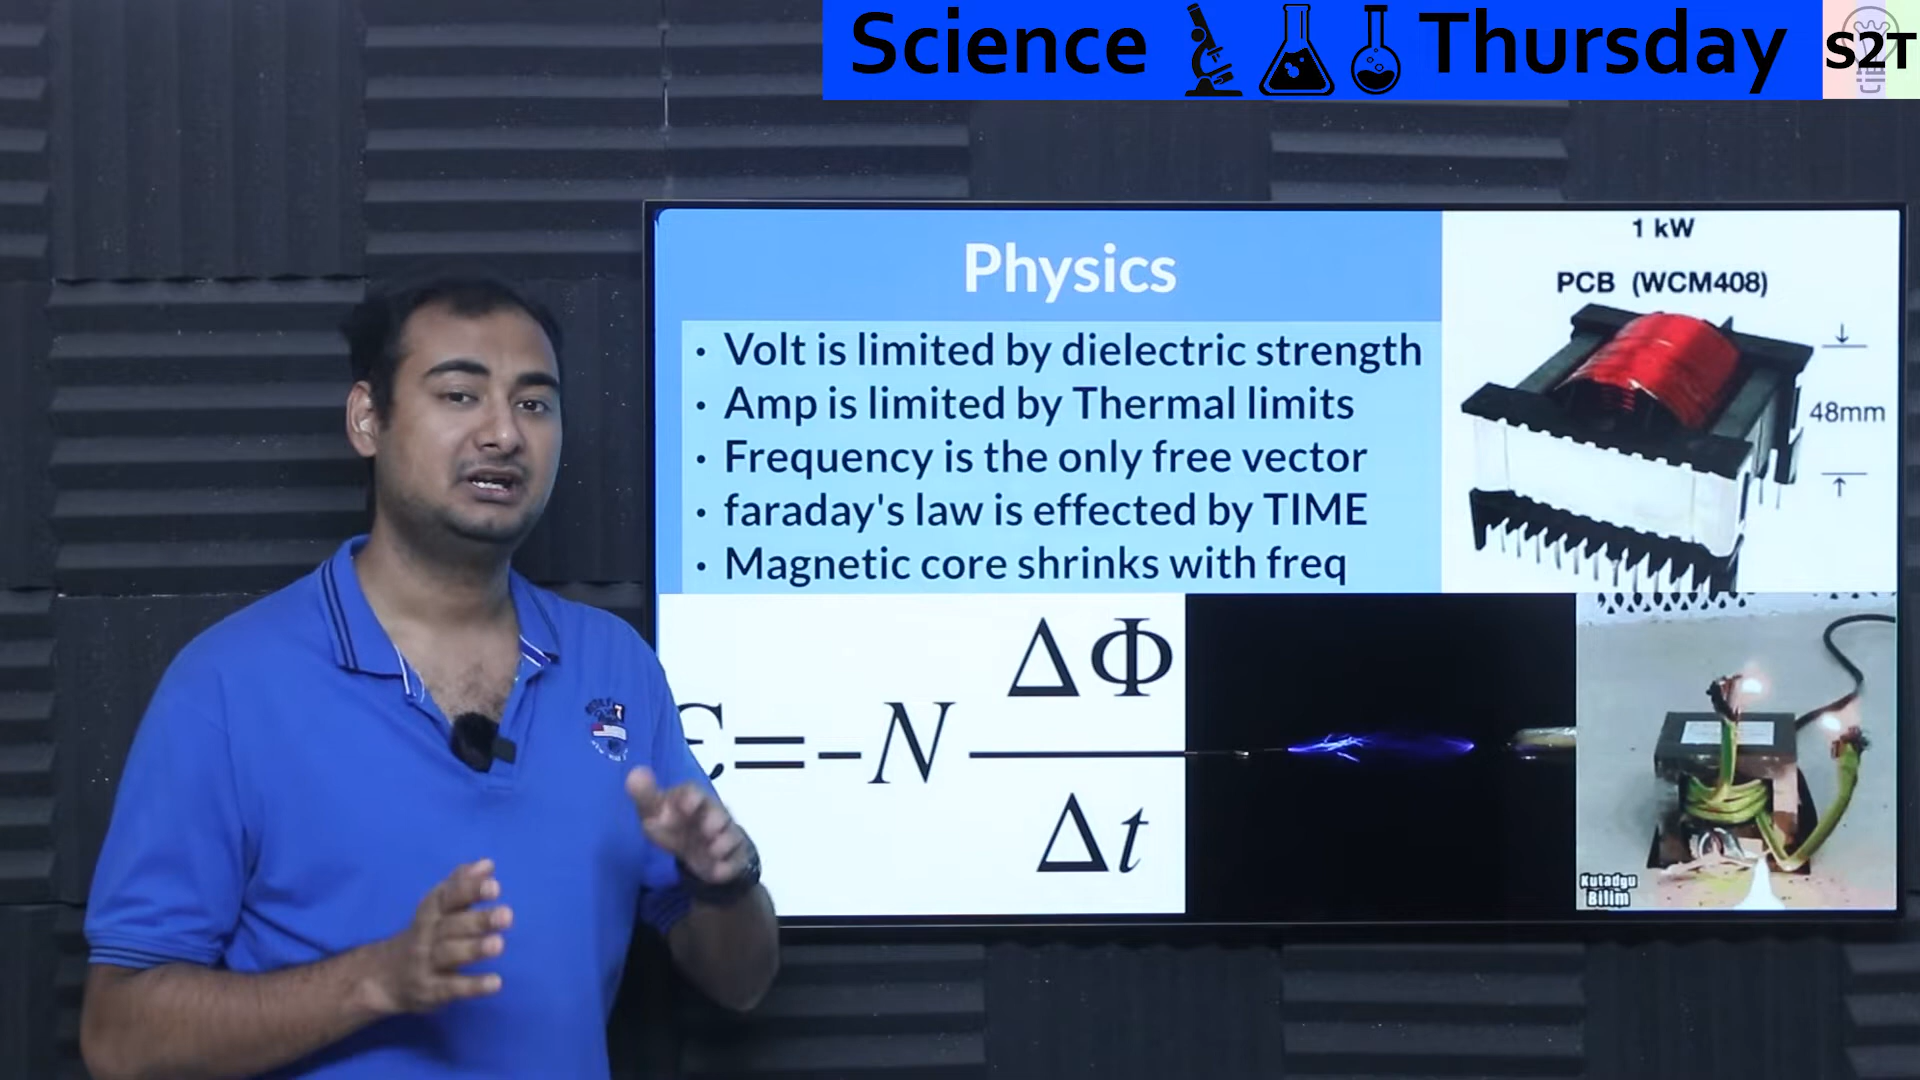 Science Thursday
S2T
Physics
1 kW
PCB (WCM408)
48mm
• Volt is limited by dielectric strength
• Amp is limited by Thermal limits
• Frequency is the only free vector
• faraday's law is effected by TIME
• Magnetic core shrinks with freq
Ɛ=-N ΔΦ
Δt
Kutadgu
Bilim